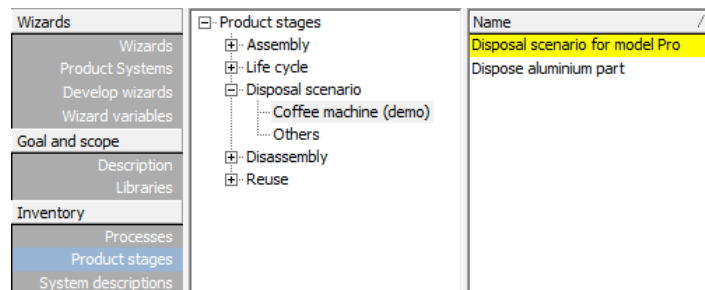 Wizards
Wizards
Product Systems
Develop wizards
Wizard variables
Goal and scope
Description
Libraries
Inventory
Processes
Product stages
System descriptions
Product stages
Assembly
Life cycle
Disposal scenario
Coffee machine (demo)
Others
Disassembly
Reuse
Name
Disposal scenario for model Pro
Dispose aluminium part